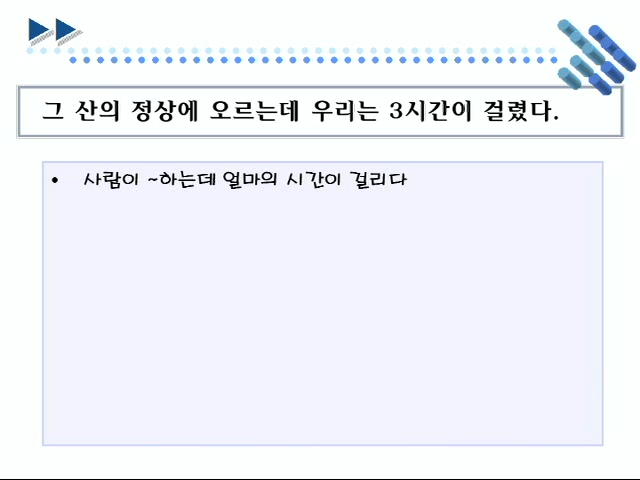 그 산의 정상에 오르는데 우리는 3시간이 걸렸다.
• 사람이 ~하는데 얼마의 시간이 걸리다